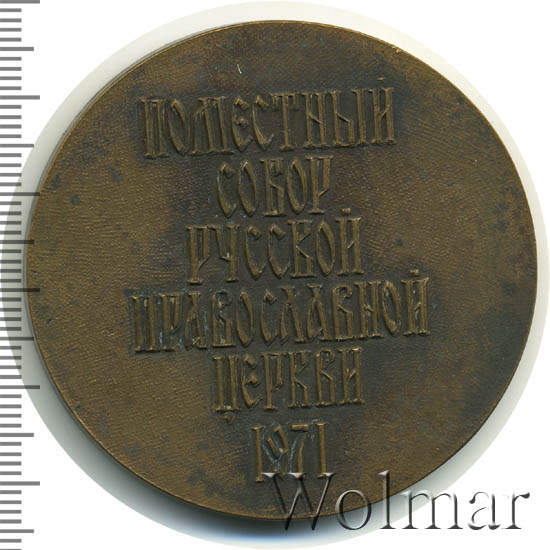 ПОМЕСТНЫЙ
СОБОР
РУССКОЙ
ПРАВОСЛАВНОЙ
ЦЕРКВИ
1971
Wolmar